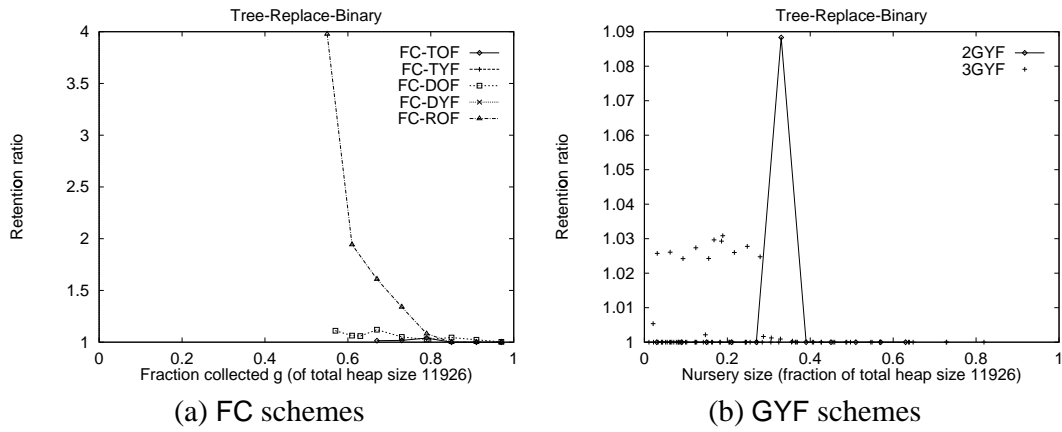 Tree-Replace-Binary
4
3.5
3
2.5
2
1.5
1
0
0.2
0.4
0.6
0.8
1
Retention ratio
Fraction collected g (of total heap size 11926)
FC-TOF
FC-TYF
FC-DOF
FC-DYF
FC-ROF
(a) FC schemes
Tree-Replace-Binary
1.09
1.08
1.07
1.06
1.05
1.04
1.03
1.02
1.01
1
0
0.2
0.4
0.6
0.8
1
Retention ratio
Nursery size (fraction of total heap size 11926)
2GYF
3GYF
(b) GYF schemes